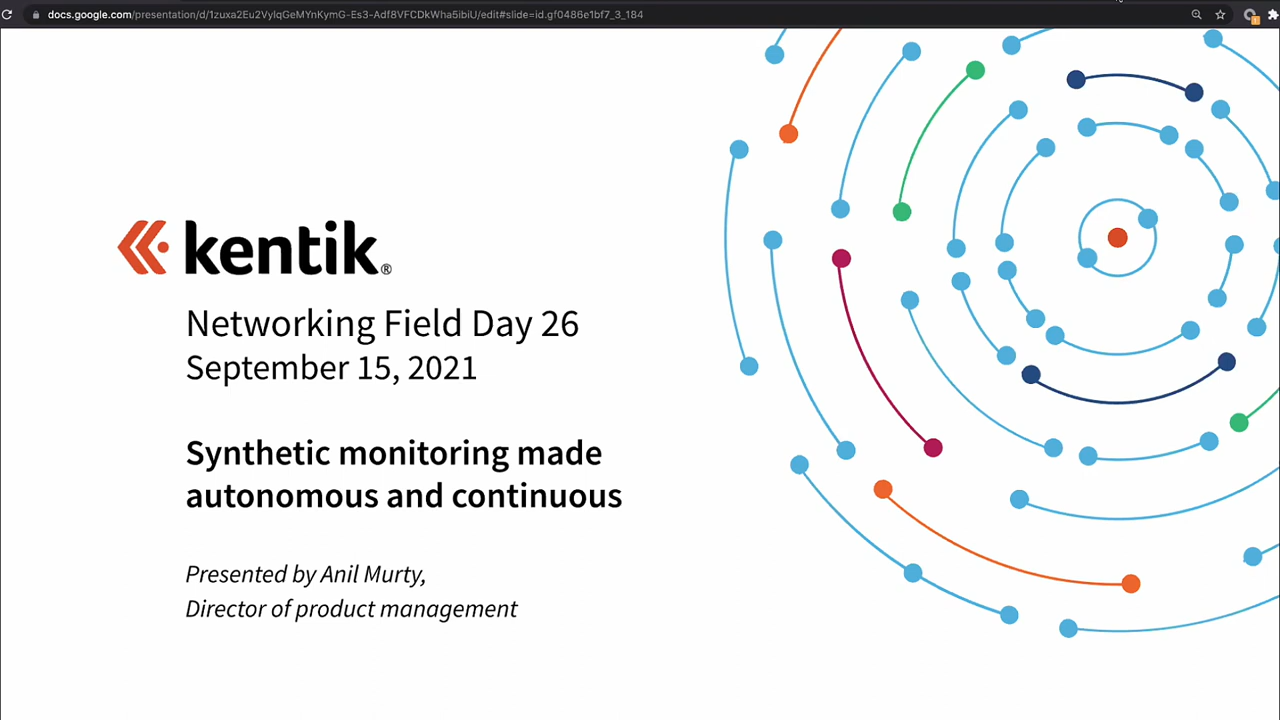 docs.google.com/presentation/d/1zuxa2Eu2VylqGeMYnKymG-Es3-Adf8VFCDkWha5ibiU/edit#slide=id.gf0486e1bf7_3_184
kentik®
Networking Field Day 26
September 15, 2021
Synthetic monitoring made
autonomous and continuous
Presented by Anil Murty,
Director of product management